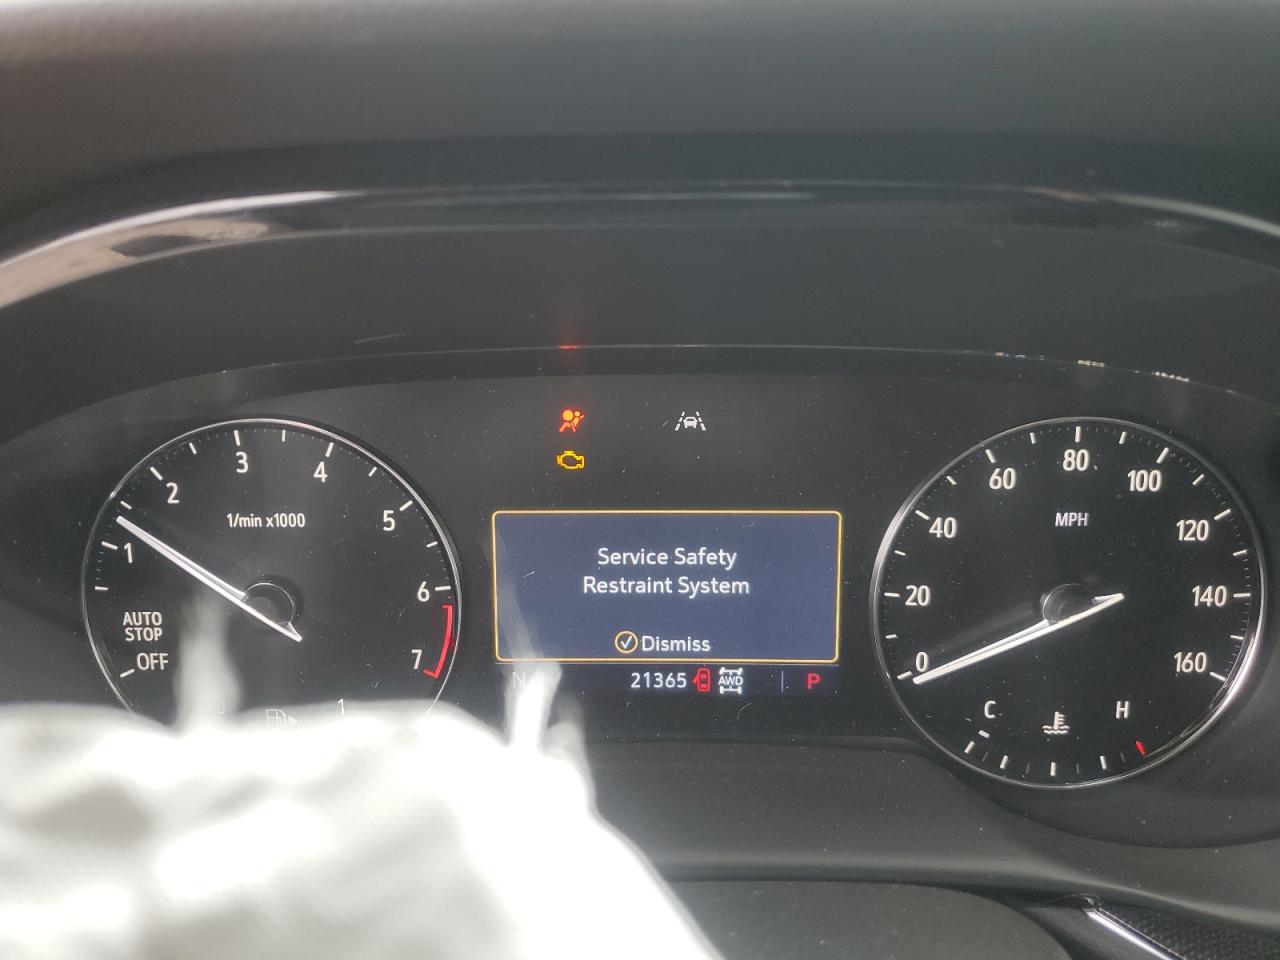 1
2
3
4
5
6
7
1/min x1000
AUTO
STOP
OFF
1
Service Safety
Restraint System
Dismiss
N
21365
AWD
P
0
20
40
60
80
100
120
140
160
MPH
C
H